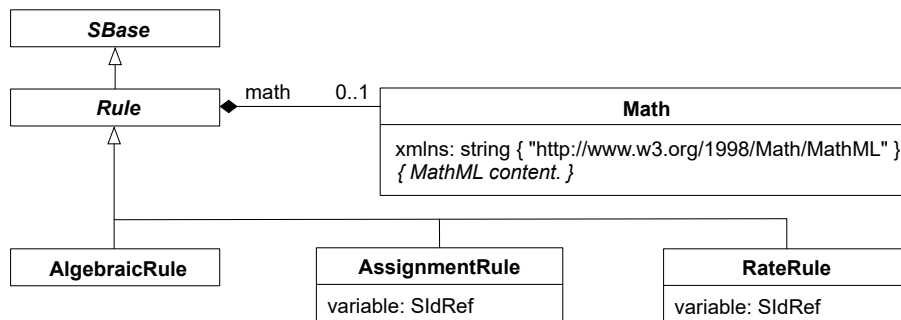 SBase
Rule
math 0..1
Math
xmlns: string { "http://www.w3.org/1998/Math/MathML" }
{ MathML content. }
AlgebraicRule
AssignmentRule
variable: SIdRef
RateRule
variable: SIdRef